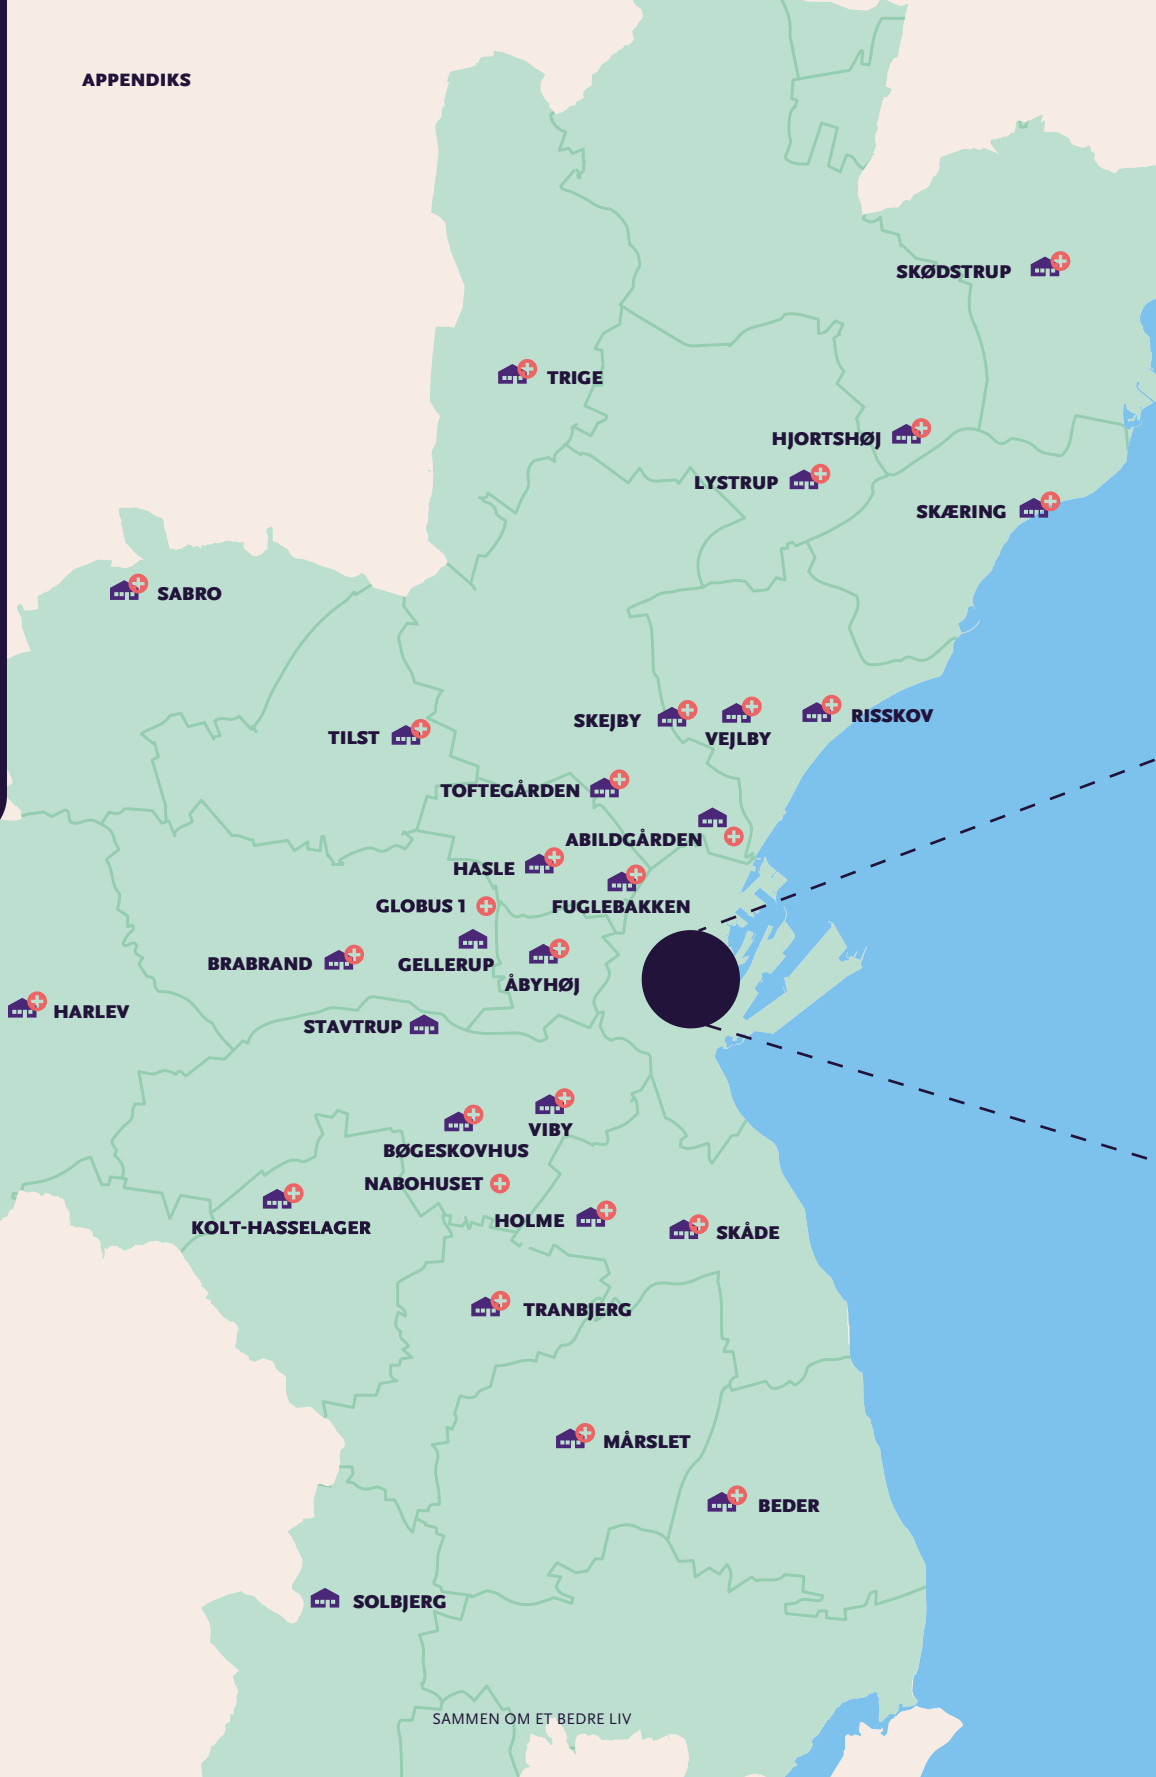 APPENDIKS
SKØDSTRUP
TRIGE
HJORTSHØJ
LYSTRUP
SKÆRING
SABRO
RISSKOV
SKEJBY
TILST
VEJLBY
TOFTEGÅRDEN
ABILDGÅRDEN
HASLE
GLOBUS 1
FUGLEBAKKEN
BRABRAND
GELLERUP
ÅBYHØJ
HARLEV
STAVTRUP
VIBY
BØGESKOVHUS
NABOHUSET
HOLME
KOLT-HASSELAGER
SKÅDE
TRANBJERG
MÅRSLET
BEDER
SOLBJERG
SAMMEN OM ET BEDRE LIV